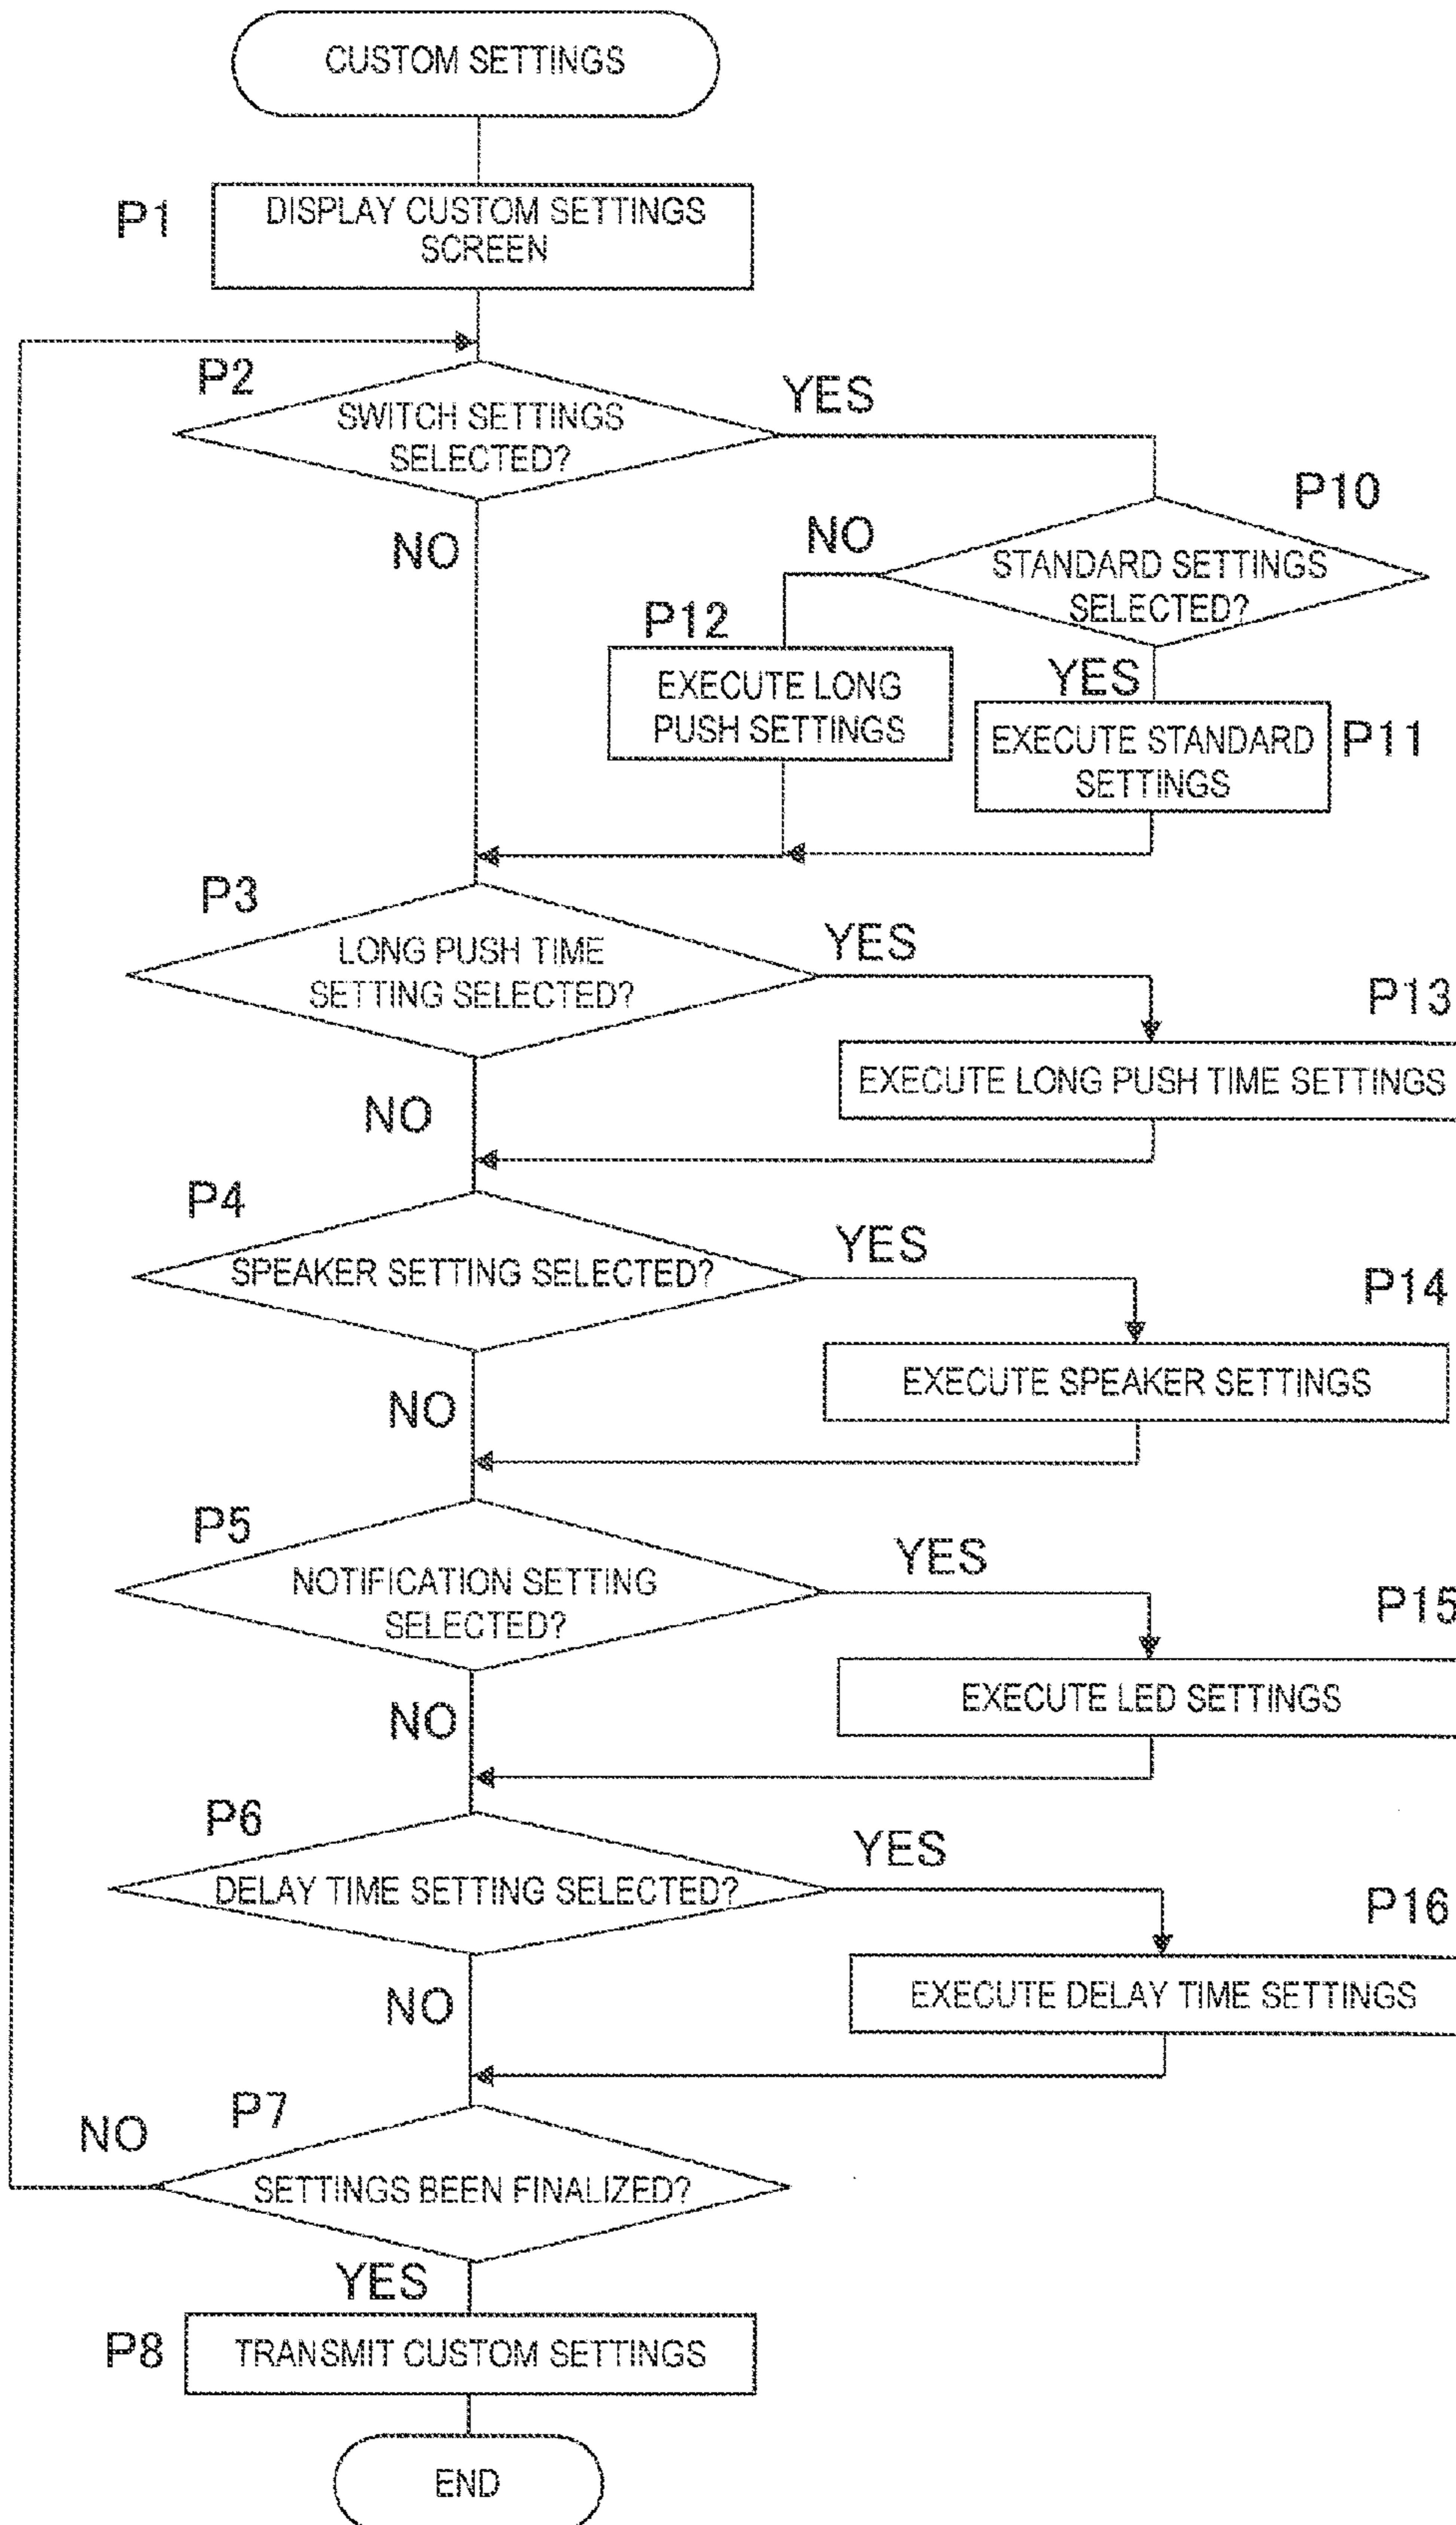 CUSTOM SETTINGS
P1
DISPLAY CUSTOM SETTINGS
SCREEN
P2
SWITCH SETTINGS
SELECTED?
YES
NO
P10
STANDARD SETTINGS
SELECTED?
NO
YES
P12
EXECUTE LONG
PUSH SETTINGS
EXECUTE STANDARD
SETTINGS
P11
P3
LONG PUSH TIME
SETTING SELECTED?
YES
NO
P13
EXECUTE LONG PUSH TIME SETTINGS
P4
SPEAKER SETTING SELECTED?
YES
NO
P14
EXECUTE SPEAKER SETTINGS
P5
NOTIFICATION SETTING
SELECTED?
YES
NO
P15
EXECUTE LED SETTINGS
P6
DELAY TIME SETTING SELECTED?
YES
NO
P16
EXECUTE DELAY TIME SETTINGS
P7
NO
SETTINGS BEEN FINALIZED?
YES
P8
TRANSMIT CUSTOM SETTINGS
END